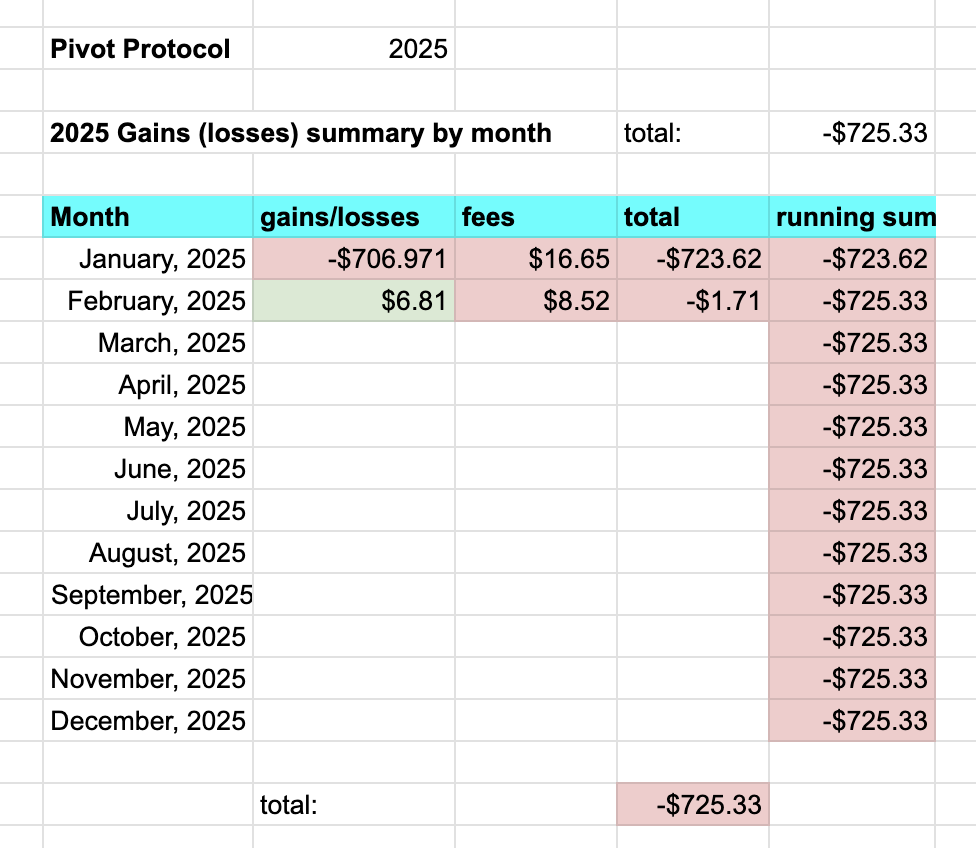 Pivot Protocol 2025
2025 Gains (losses) summary by month total: -$725.33
Month gains/losses fees total running sum
January, 2025 -$706.971 $16.65 -$723.62 -$723.62
February, 2025 $6.81 $8.52 -$1.71 -$725.33
March, 2025 -$725.33
April, 2025 -$725.33
May, 2025 -$725.33
June, 2025 -$725.33
July, 2025 -$725.33
August, 2025 -$725.33
September, 2025 -$725.33
October, 2025 -$725.33
November, 2025 -$725.33
December, 2025 -$725.33
total: -$725.33